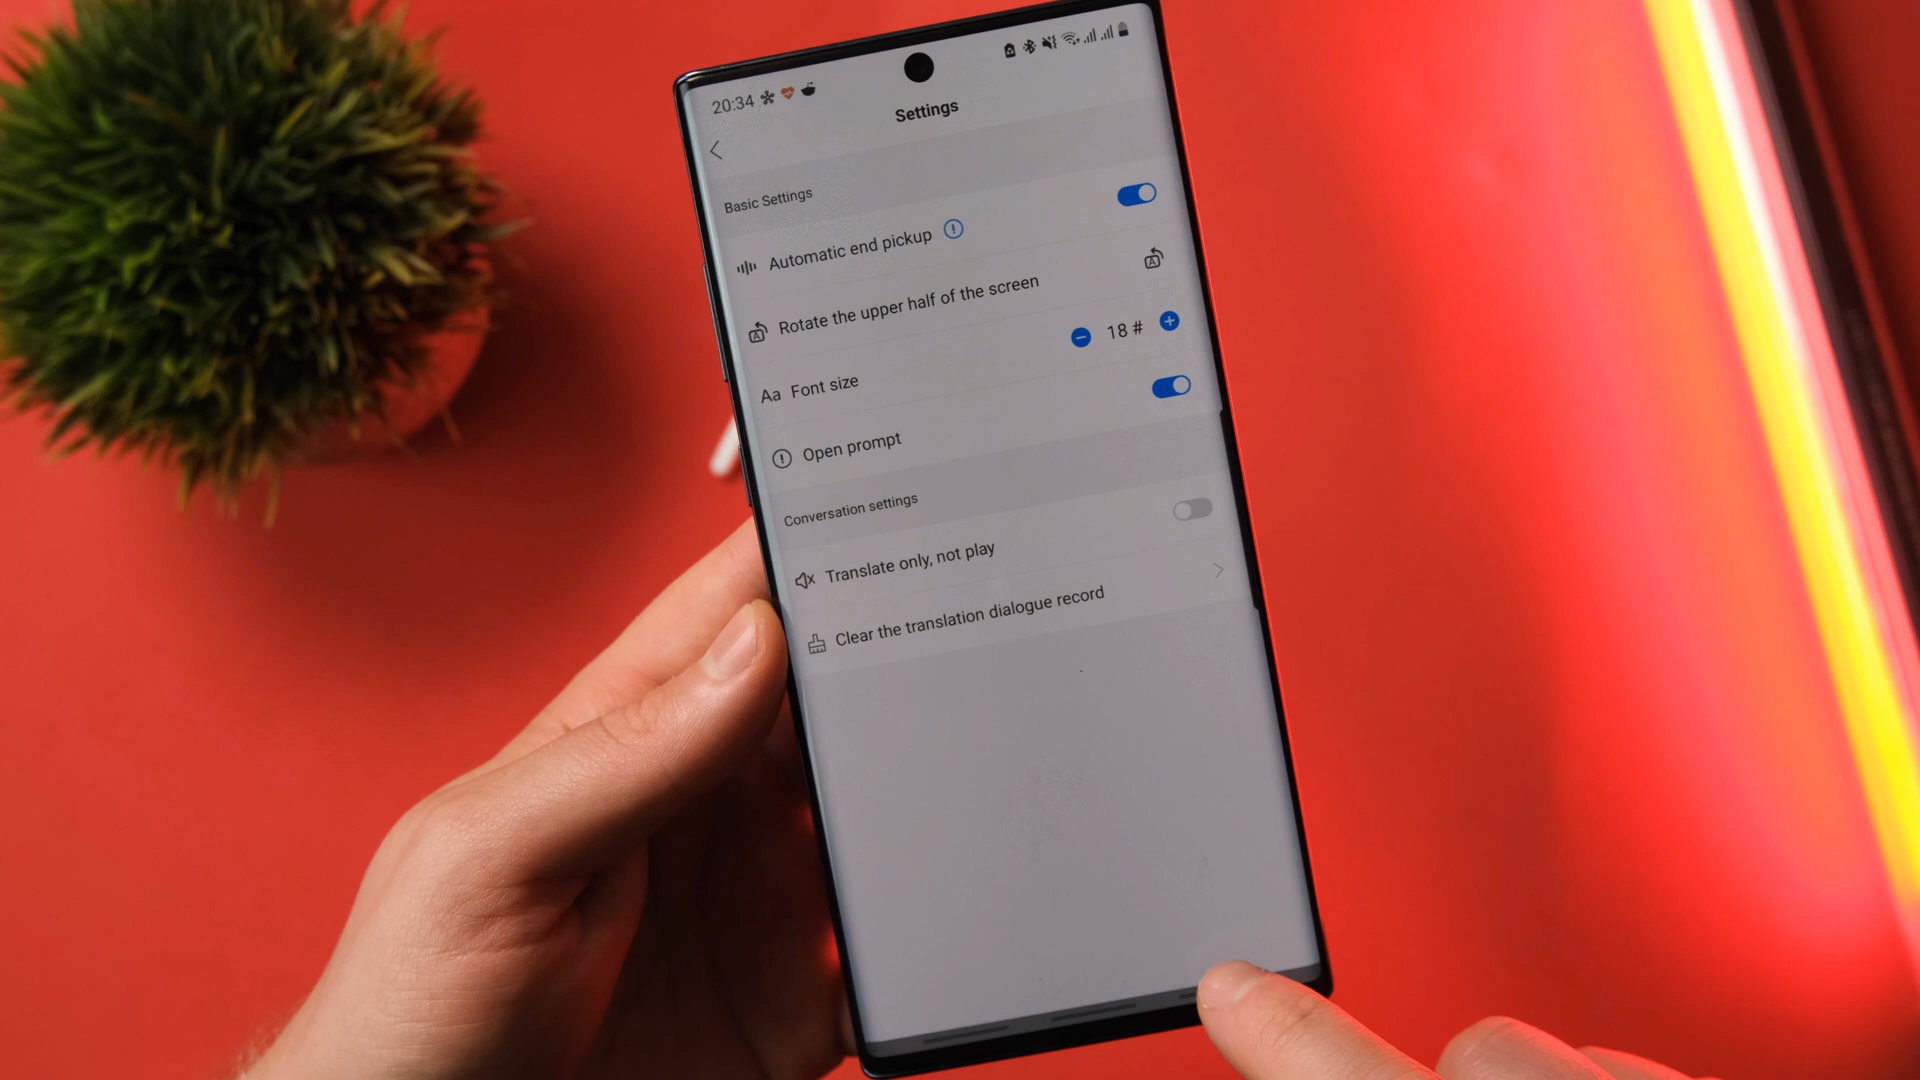 20:34
Settings
Basic Settings
Automatic end pickup
Rotate the upper half of the screen
Aa Font size
18 #
Open prompt
Conversation settings
Translate only, not play
Clear the translation dialogue record